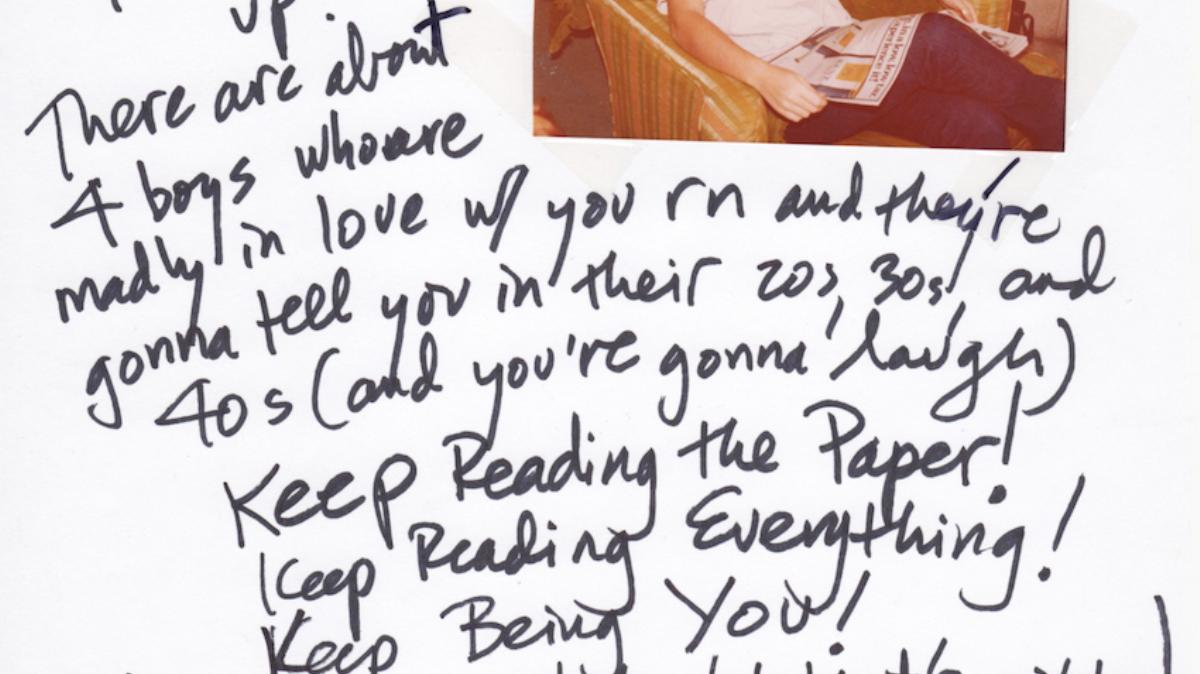 up.
There are about
4 boys who are
madly in love w/ you rn and they're
gonna tell you in their 20s, 30s, and
40s (and you're gonna laugh)
Keep Reading the Paper!
Keep Reading Everything!
Keep Being You!